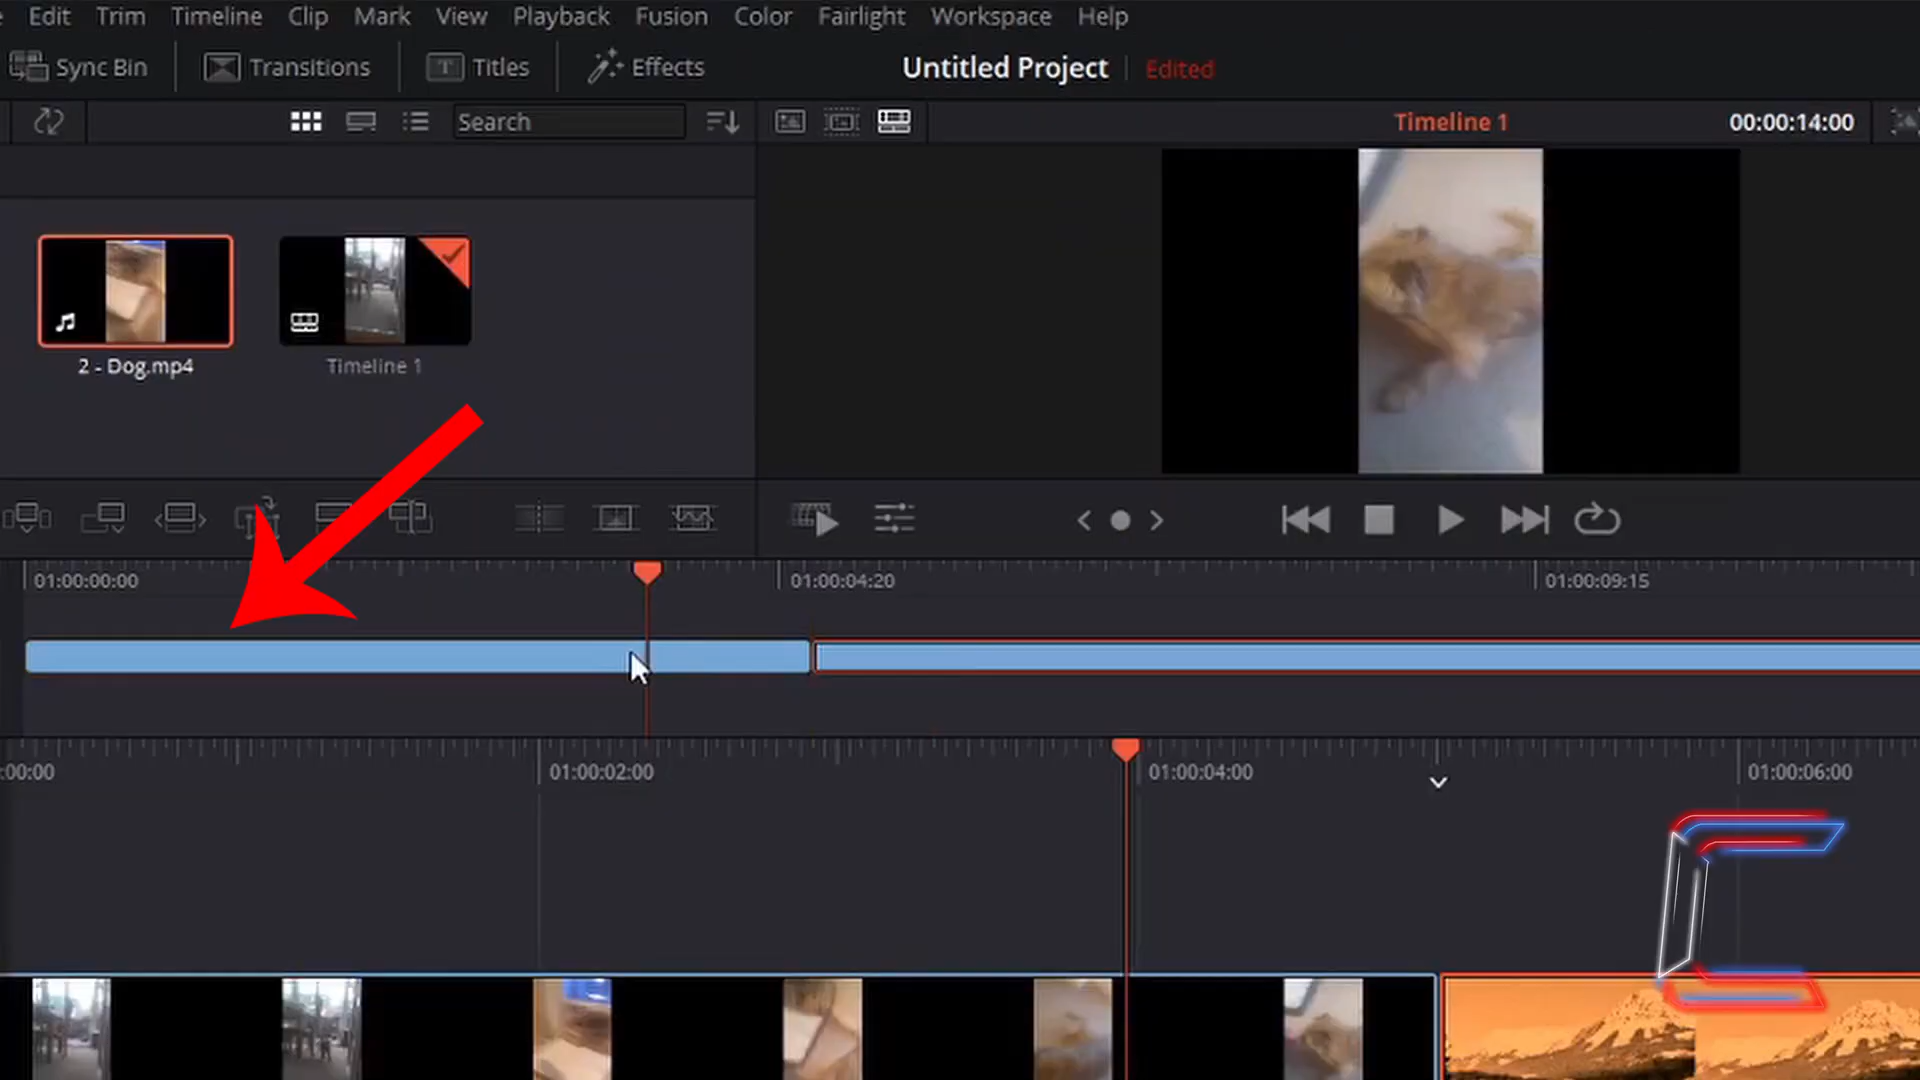 Edit Trim Timeline Clip Mark View Playback Fusion Color Fairlight Workspace Help
Sync Bin Transitions Titles Effects Untitled Project Edited
Search Timeline 1 00:00:14:00
2 - Dog.mp4 Timeline 1
01:00:00:00 01:00:04:20 01:00:09:15
:00:00 01:00:02:00 01:00:04:00 01:00:06:00